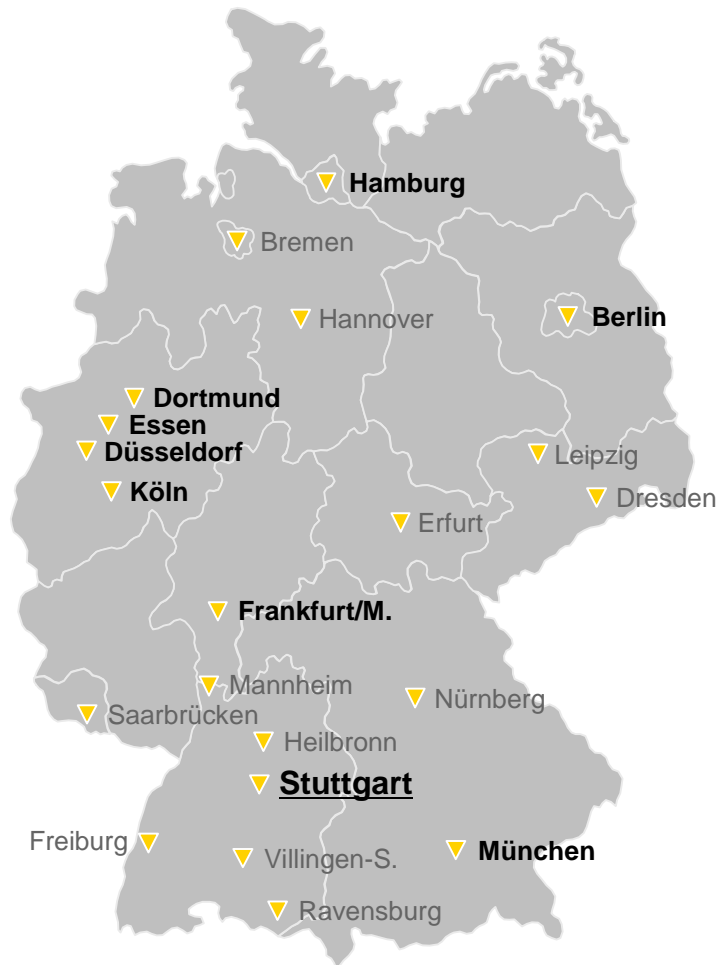 Hamburg
Bremen
Hannover
Berlin
Dortmund
Essen
Düsseldorf
Leipzig
Köln
Dresden
Erfurt
Frankfurt/M.
Mannheim
Nürnberg
Saarbrücken
Heilbronn
Stuttgart
Freiburg
München
Villingen-S.
Ravensburg